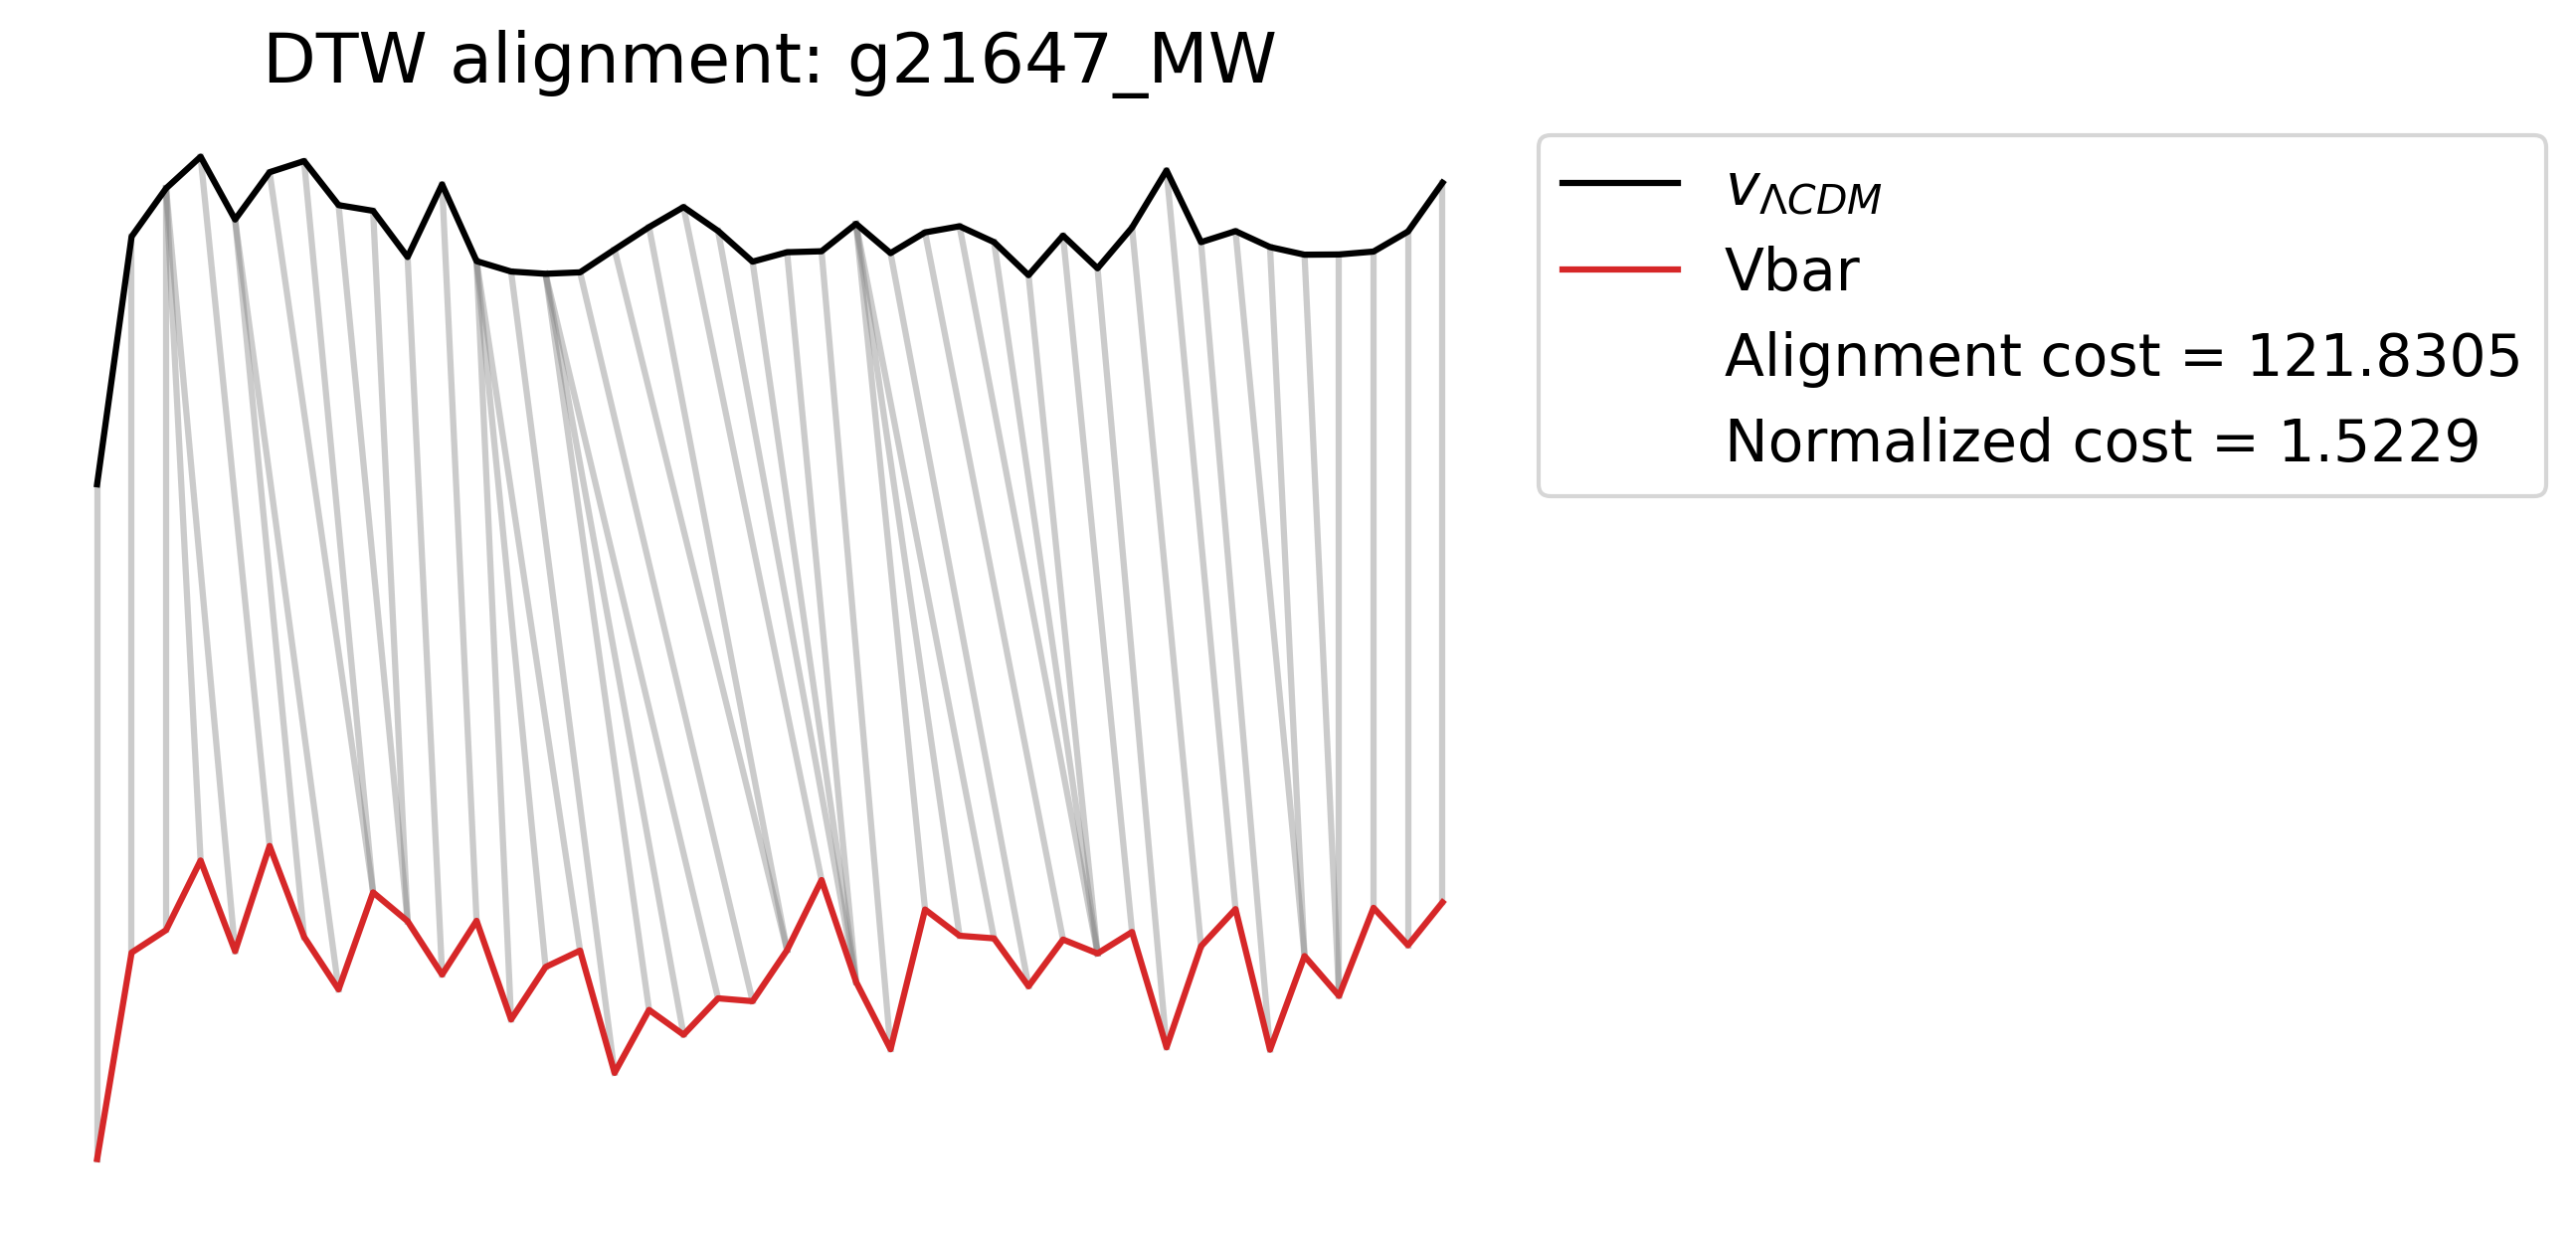 DTW alignment: g21647_MW
vΛCDM
Vbar
Alignment cost = 121.8305
Normalized cost = 1.5229